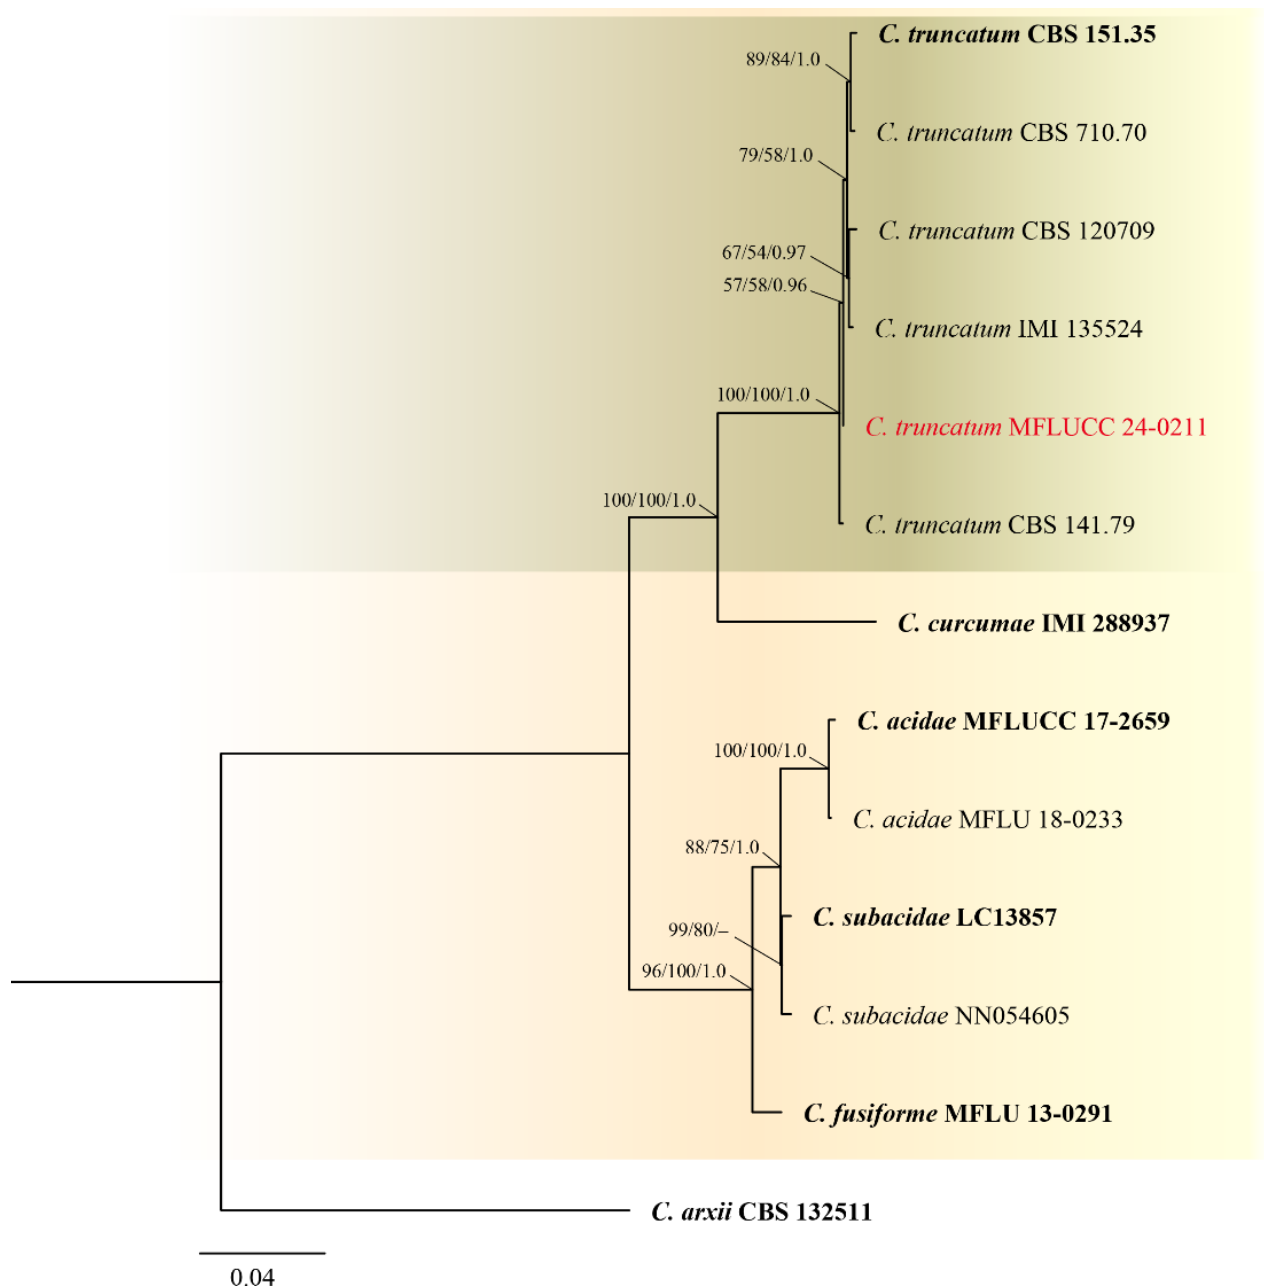 C. truncatum CBS 151.35
89/84/1.0
C. truncatum CBS 710.70
79/58/1.0
C. truncatum CBS 120709
67/54/0.97
57/58/0.96
C. truncatum IMI 135524
100/100/1.0
C. truncatum MFLUCC 24-0211
100/100/1.0
C. truncatum CBS 141.79
C. curcumae IMI 288937
C. acidae MFLUCC 17-2659
100/100/1.0
C. acidae MFLU 18-0233
88/75/1.0
C. subacidae LC13857
99/80/–
96/100/1.0
C. subacidae NN054605
C. fusiforme MFLU 13-0291
C. arxii CBS 132511
0.04